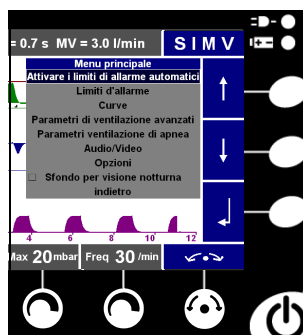 = 0.7 s MV = 3.0 l/min SIMV
Menu principale
Attivare i limiti di allarme automatici
Limiti d'allarme
Curve
Parametri di ventilazione avanzati
Parametri ventilazione di apnea
Audio/Video
Opzioni
Sfondo per visione notturna
indietro
4 6 8 10 12
Max 20 mbar Freq 30 /min